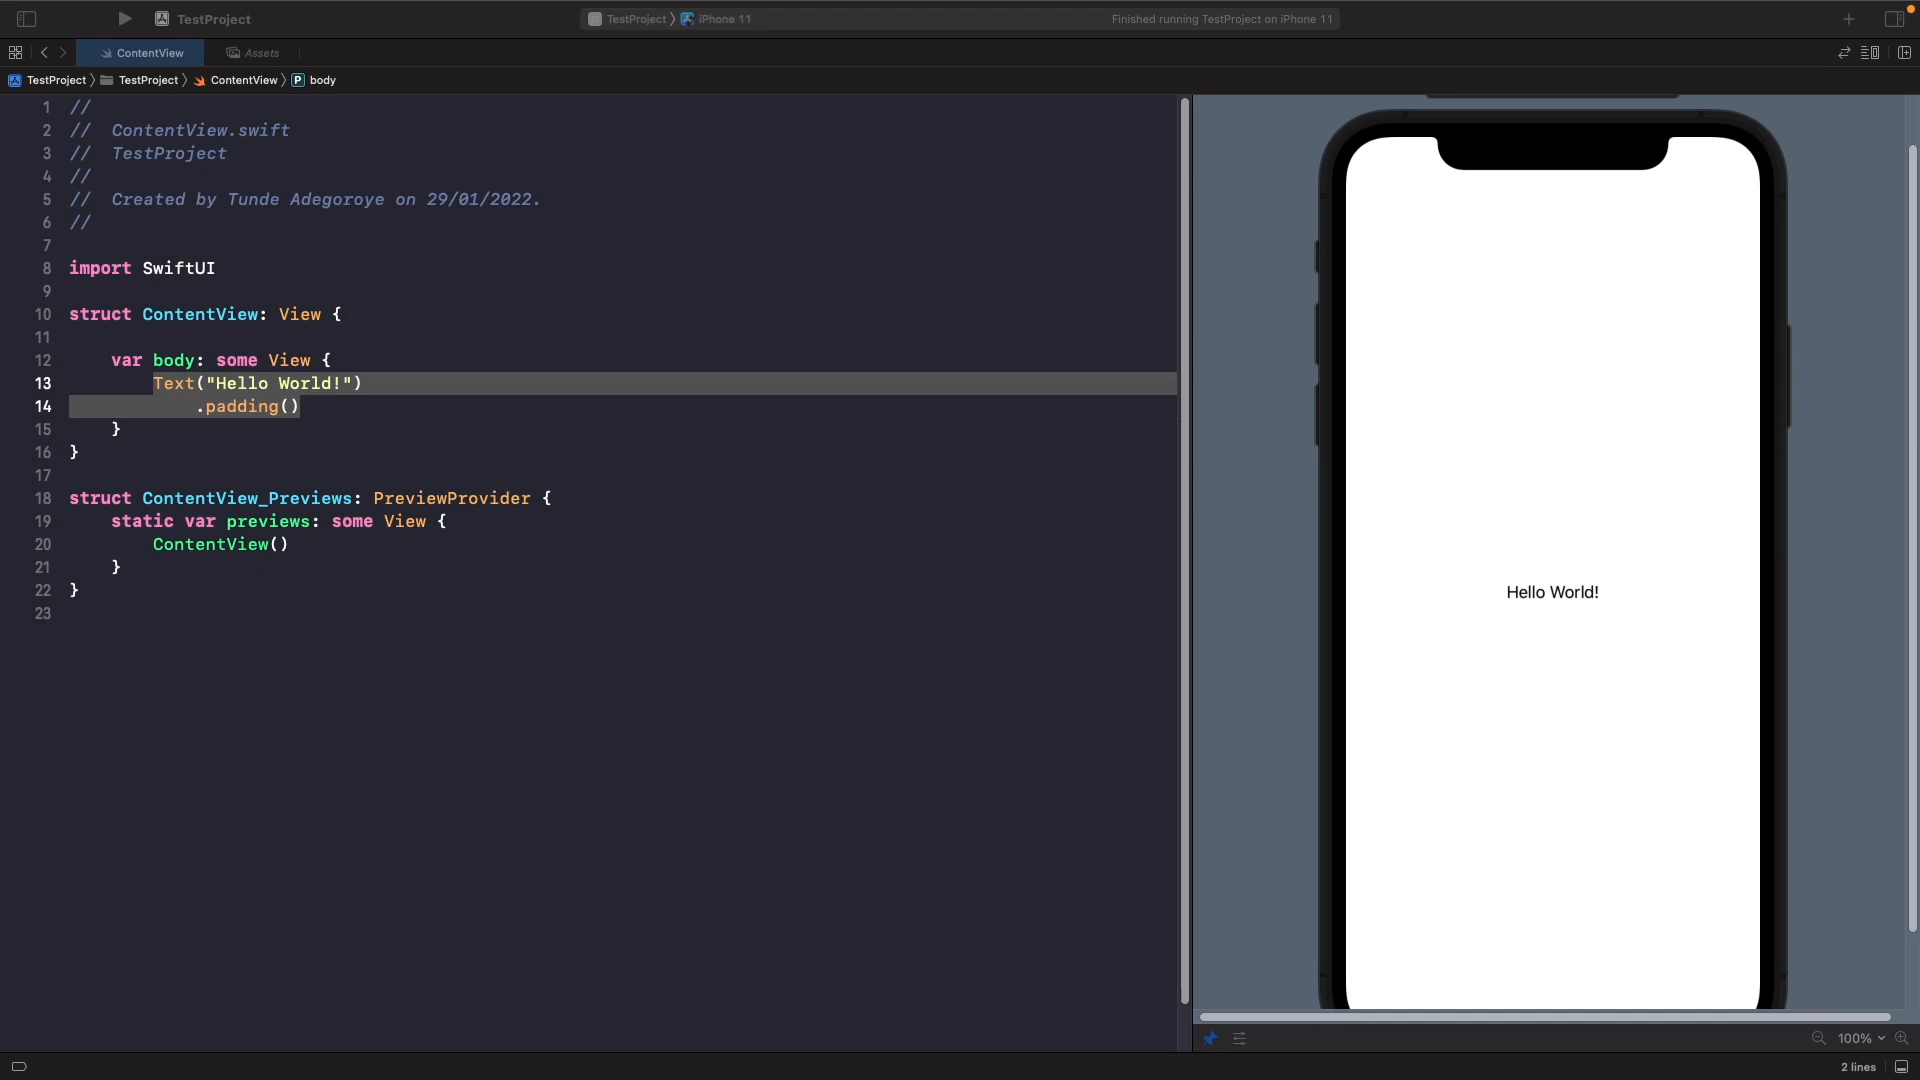 TestProject
TestProject 〉 iPhone 11
Finished running TestProject on iPhone 11
ContentView
Assets
TestProject 〉 TestProject 〉 ContentView 〉 P body
1 //
2 //  ContentView.swift
3 //  TestProject
4 //
5 //  Created by Tunde Adegoroye on 29/01/2022.
6 //
7
8 import SwiftUI
9
10 struct ContentView: View {
11
12     var body: some View {
13         Text("Hello World!")
14             .padding()
15     }
16 }
17
18 struct ContentView_Previews: PreviewProvider {
19     static var previews: some View {
20         ContentView()
21     }
22 }
23
Hello World!
100%
2 lines